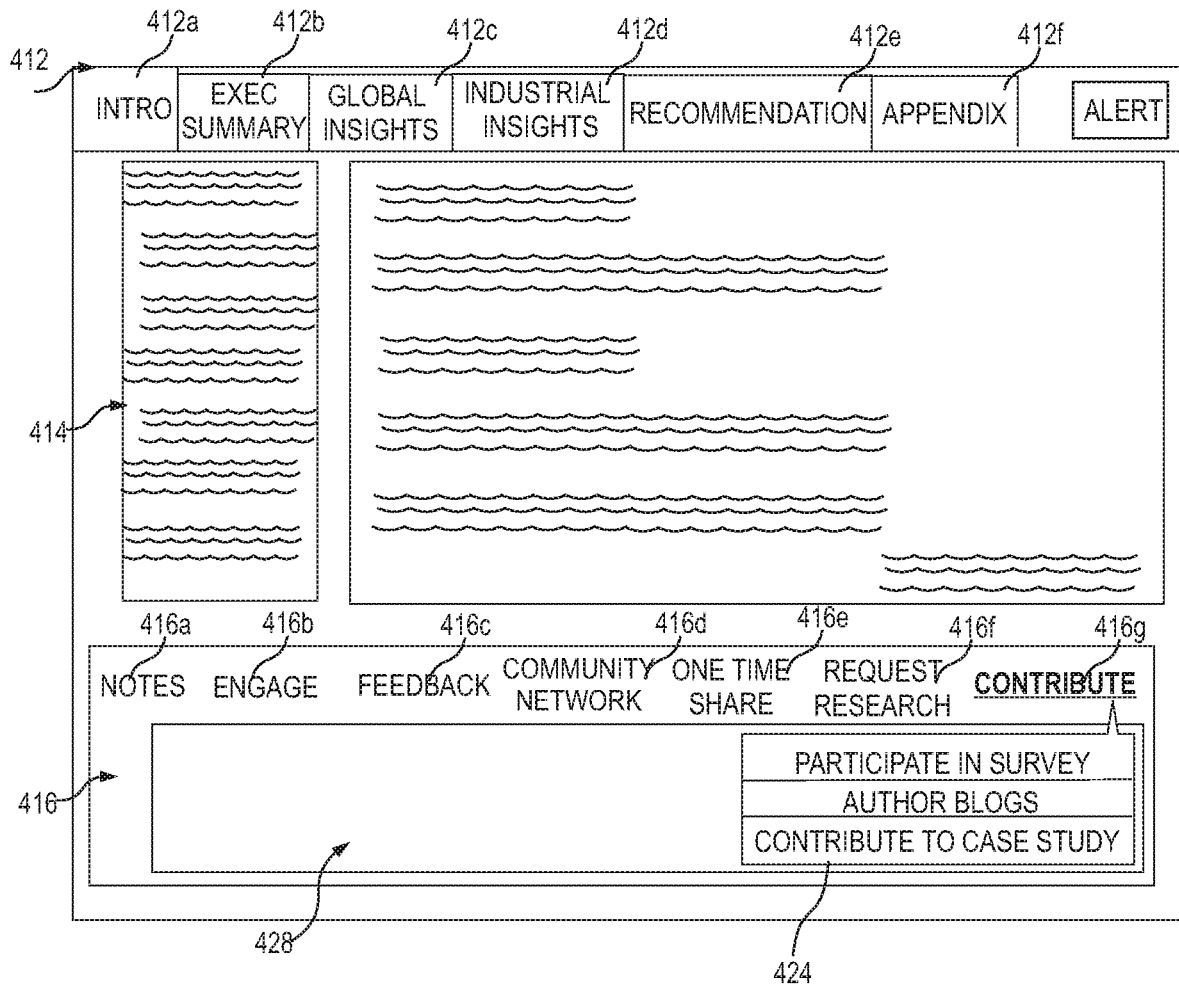 412
412a
412b
412c
412d
412e
412f
INTRO
EXEC
SUMMARY
GLOBAL
INSIGHTS
INDUSTRIAL
INSIGHTS
RECOMMENDATION
APPENDIX
ALERT
414
416a
416b
416c
416d
416e
416f
416g
NOTES
ENGAGE
FEEDBACK
COMMUNITY
NETWORK
ONE TIME
SHARE
REQUEST
RESEARCH
CONTRIBUTE
PARTICIPATE IN SURVEY
AUTHOR BLOGS
CONTRIBUTE TO CASE STUDY
416
428
424